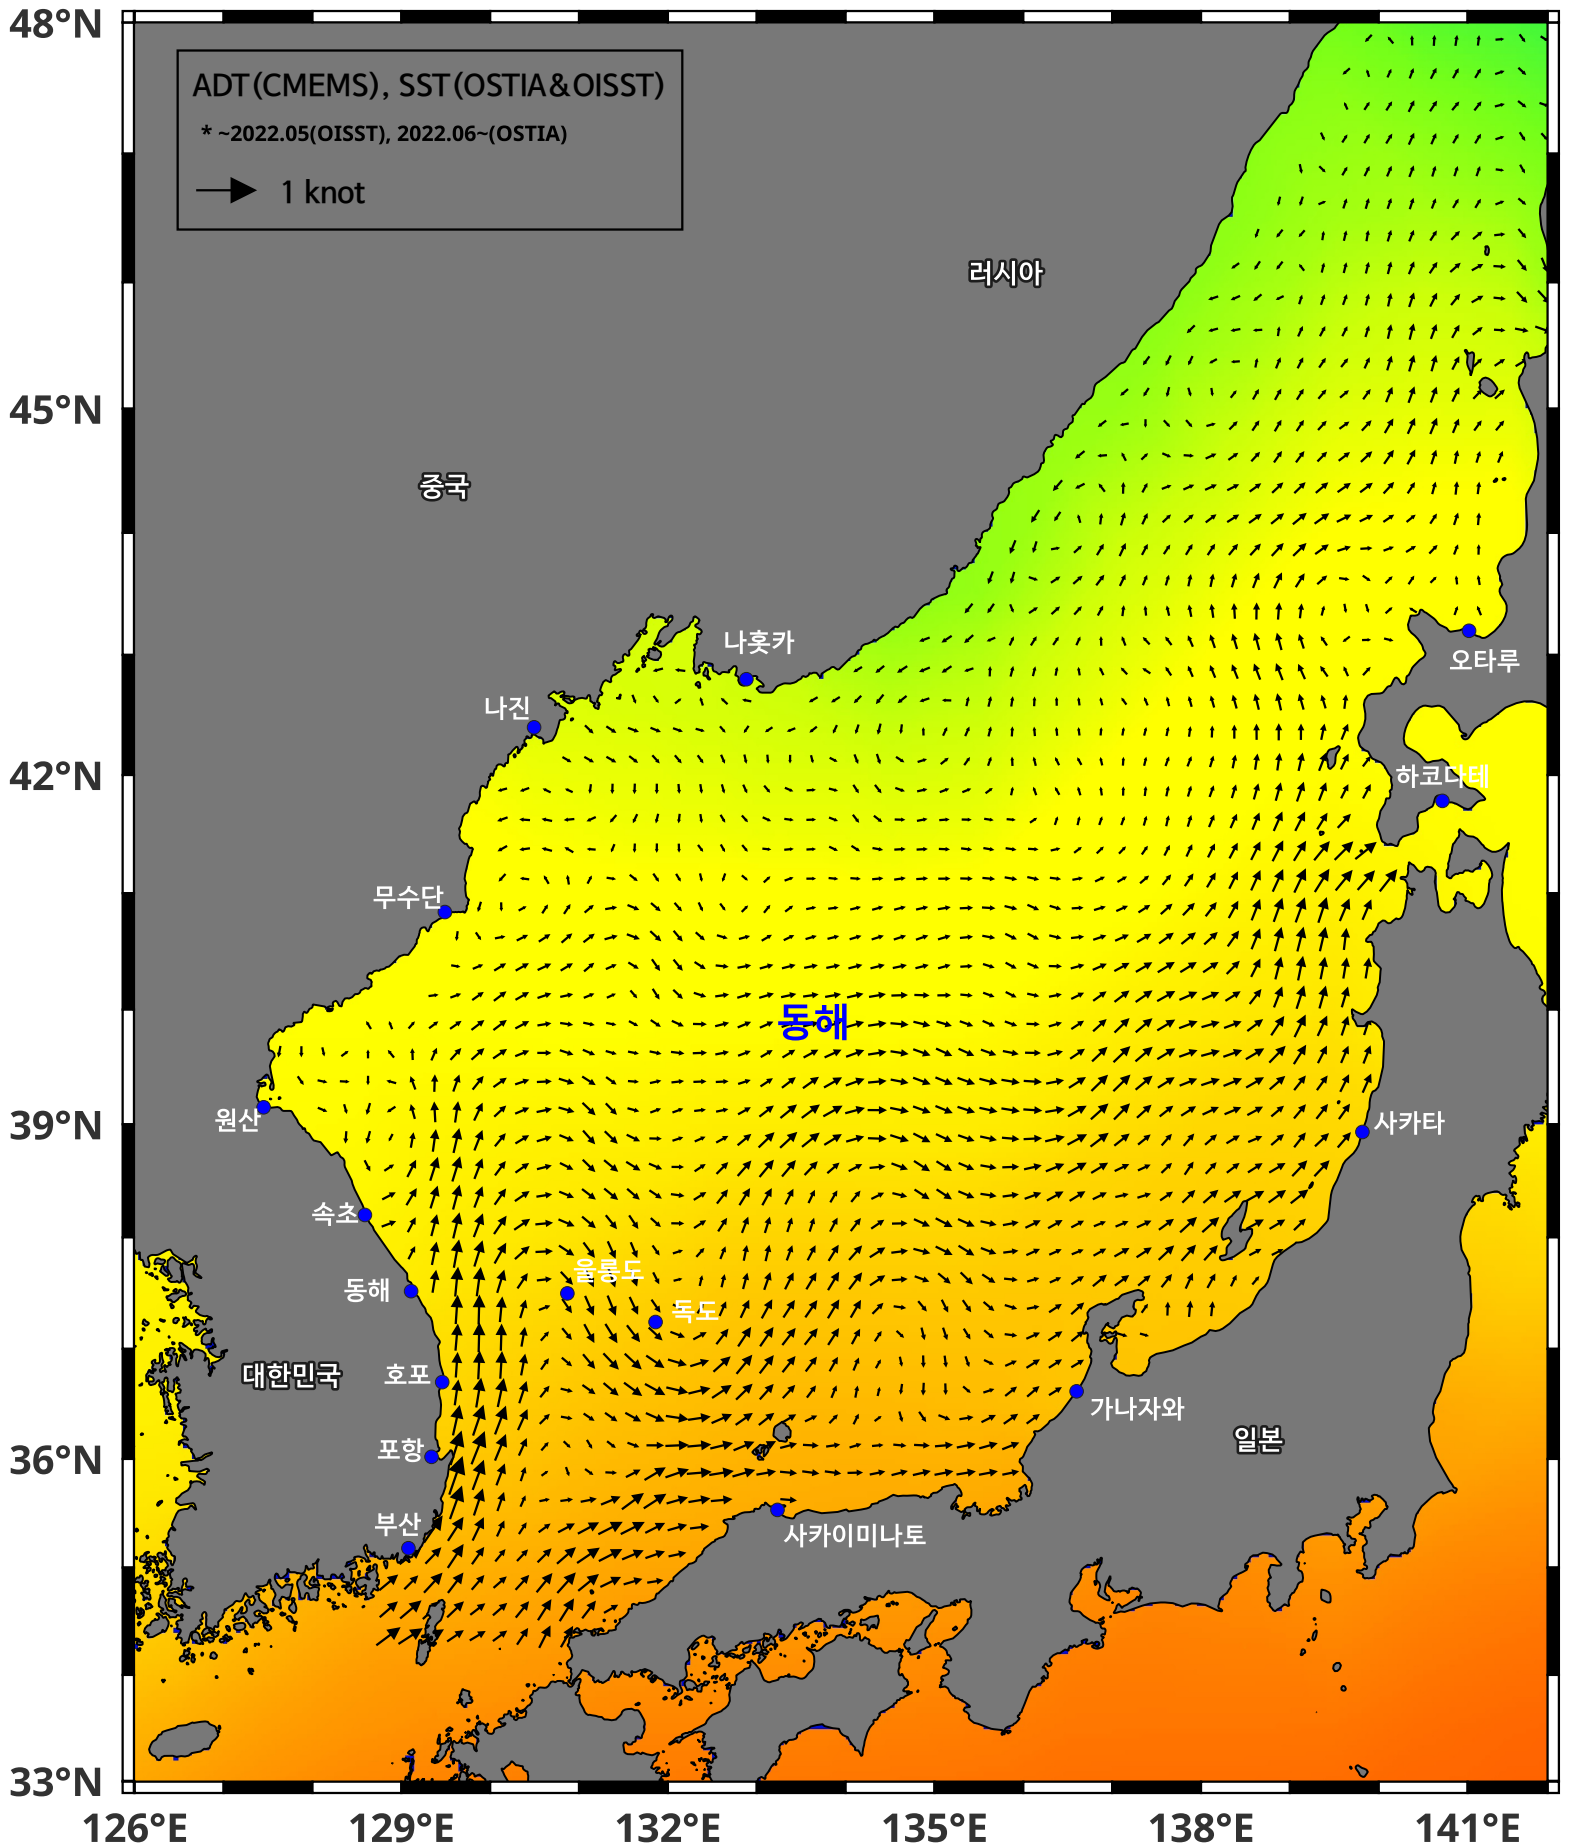 48°N
ADT(CMEMS), SST(OSTIA&OISST)
* ~2022.05(OISST), 2022.06~(OSTIA)
1 knot
러시아
45°N
중국
나홋카
오타루
나진
42°N
하코다테
무수단
동해
39°N
원산
사카타
속초
울릉도
동해
독도
대한민국
호포
가나자와
36°N
포항
일본
부산
사카이미나토
33°N
126°E
129°E
132°E
135°E
138°E
141°E